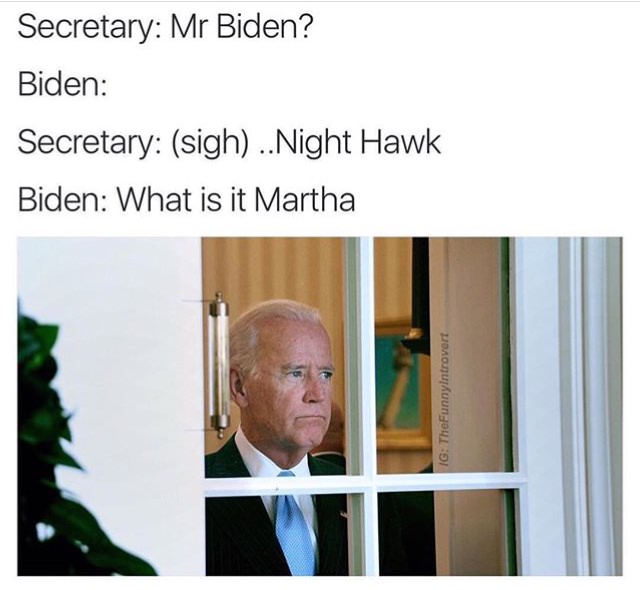 Secretary: Mr Biden?
Biden:
Secretary: (sigh) ..Night Hawk
Biden: What is it Martha
IG: TheFunnyIntrovert